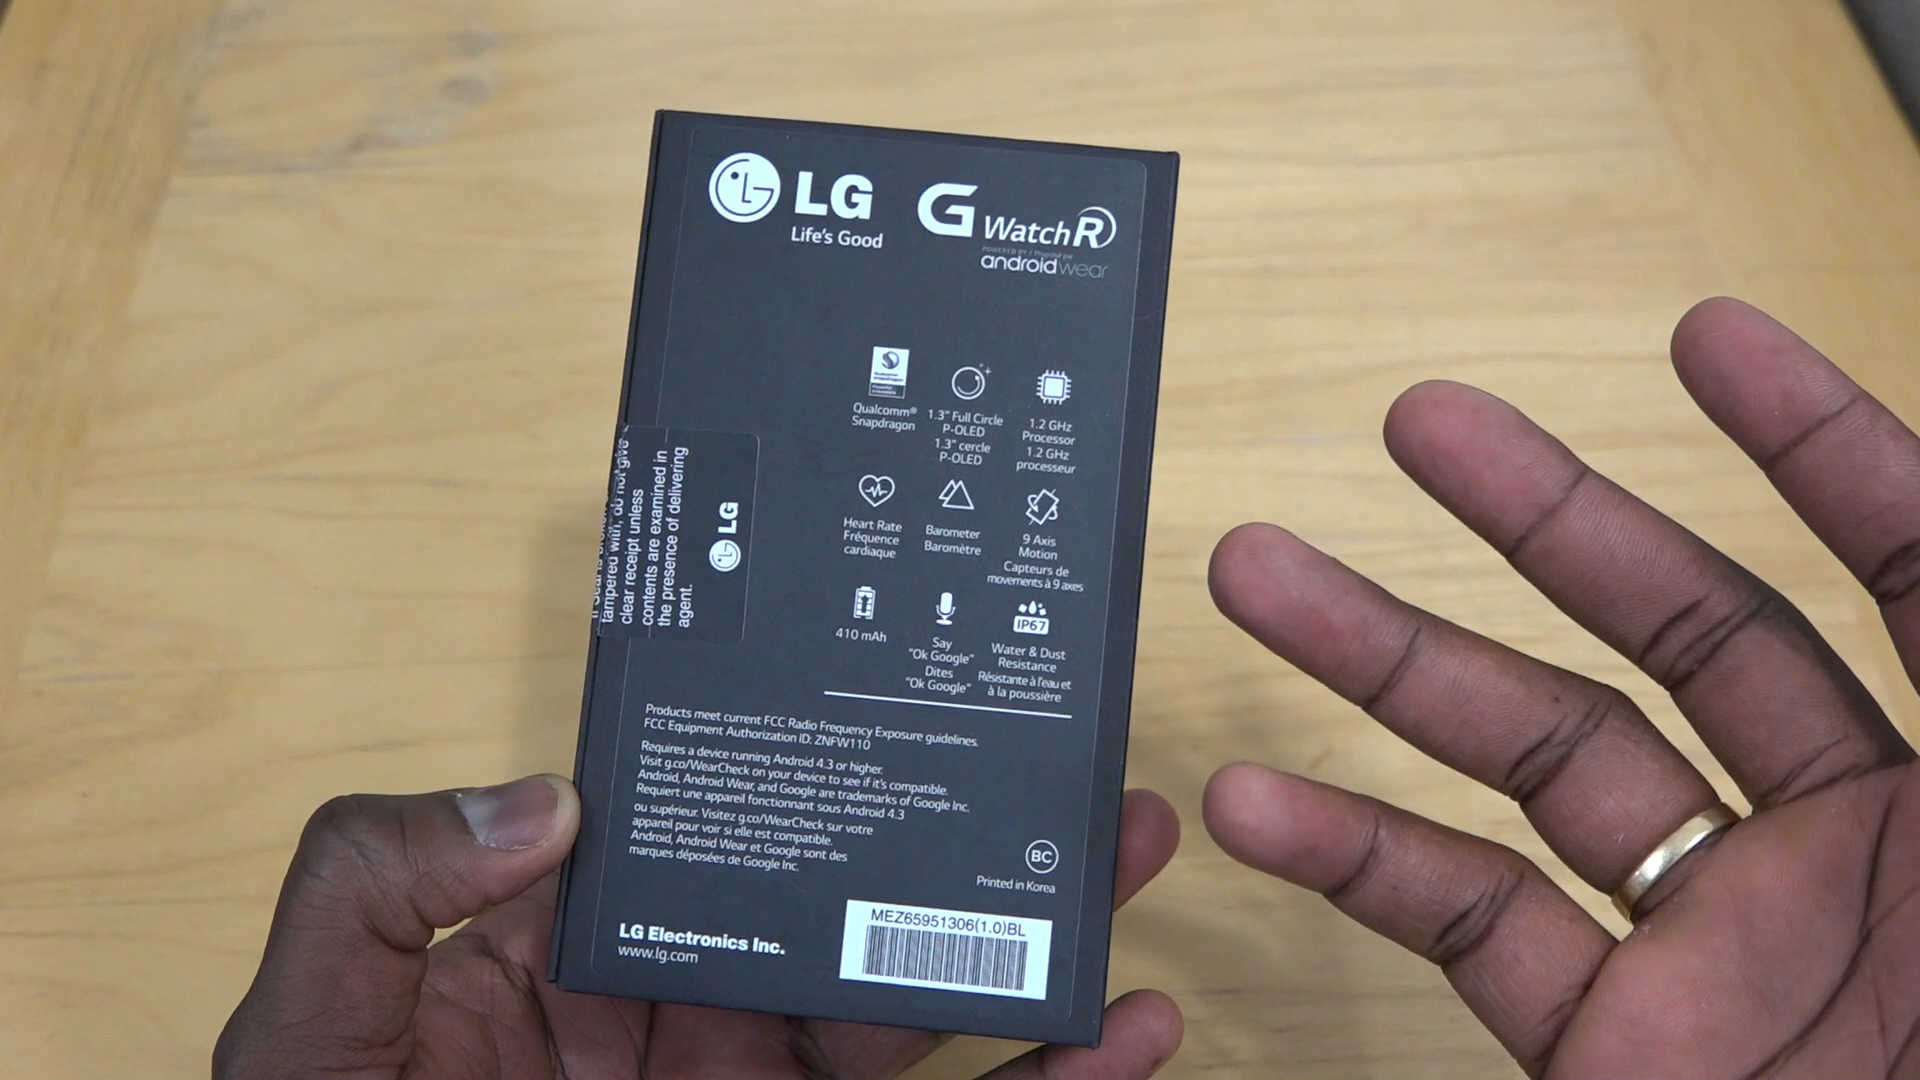 LG
Life's Good
G WatchR
POWERED BY / Propulsé par
androidwear
Qualcomm®
Snapdragon
1.3" Full Circle
P-OLED
1.3" cercle
P-OLED
1.2 GHz
Processor
1.2 GHz
processeur
Heart Rate
Fréquence
cardiaque
Barometer
Baromètre
9 Axis
Motion
Capteurs de
movements à 9 axes
410 mAh
Say
"Ok Google"
Dites
"Ok Google"
IP67
Water & Dust
Resistance
Résistante à l'eau et
à la poussière
tampered with, do not give
clear receipt unless
contents are examined in
the presence of delivering
agent.
LG
Products meet current FCC Radio Frequency Exposure guidelines.
FCC Equipment Authorization ID: ZNFW110
Requires a device running Android 4.3 or higher.
Visit g.co/WearCheck on your device to see if it's compatible.
Android, Android Wear, and Google are trademarks of Google Inc.
Requiert une appareil fonctionnant sous Android 4.3
ou supérieur. Visitez g.co/WearCheck sur votre
appareil pour voir si elle est compatible.
Android, Android Wear et Google sont des
marques déposées de Google Inc.
BC
Printed in Korea
LG Electronics Inc.
www.lg.com
MEZ65951306(1.0)BL